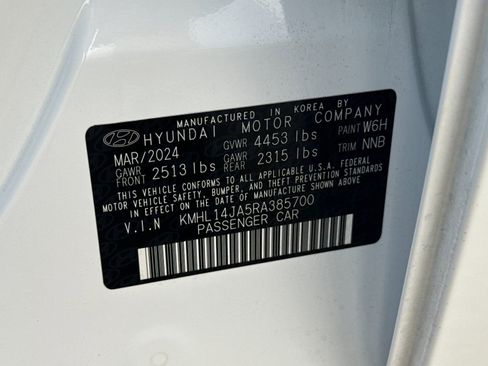 MANUFACTURED IN KOREA BY
HYUNDAI MOTOR COMPANY
MAR/2024 GVWR 4453 lbs PAINT W6H
GAWR FRONT 2513 lbs GAWR REAR 2315 lbs TRIM NNB
THIS VEHICLE CONFORMS TO ALL APPLICABLE U.S.A. FEDERAL
MOTOR VEHICLE SAFETY, BUMPER, AND THEFT PREVENTION
STANDARDS IN EFFECT ON THE DATE OF MANUFACTURE
SHOWN ABOVE.
V.I.N KMHL14JA5RA385700
PASSENGER CAR